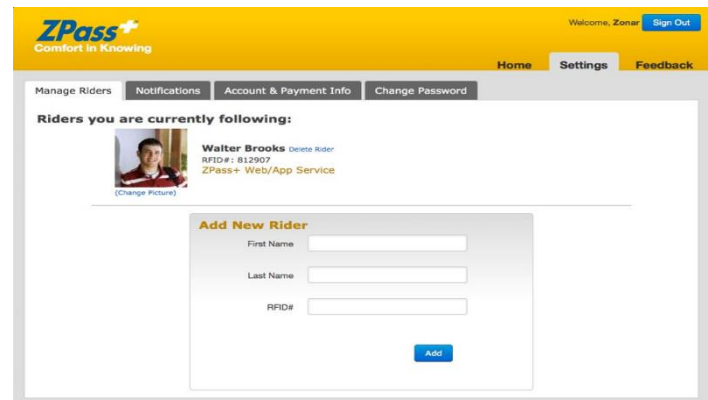 ZPass+
Comfort in Knowing
Welcome, Zonar
Sign Out
Home Settings Feedback
Manage Riders Notifications Account & Payment Info Change Password
Riders you are currently following:
Walter Brooks Delete Rider
RFID#: 812907
ZPass+ Web/App Service
(Change Picture)
Add New Rider
First Name
Last Name
RFID#
Add